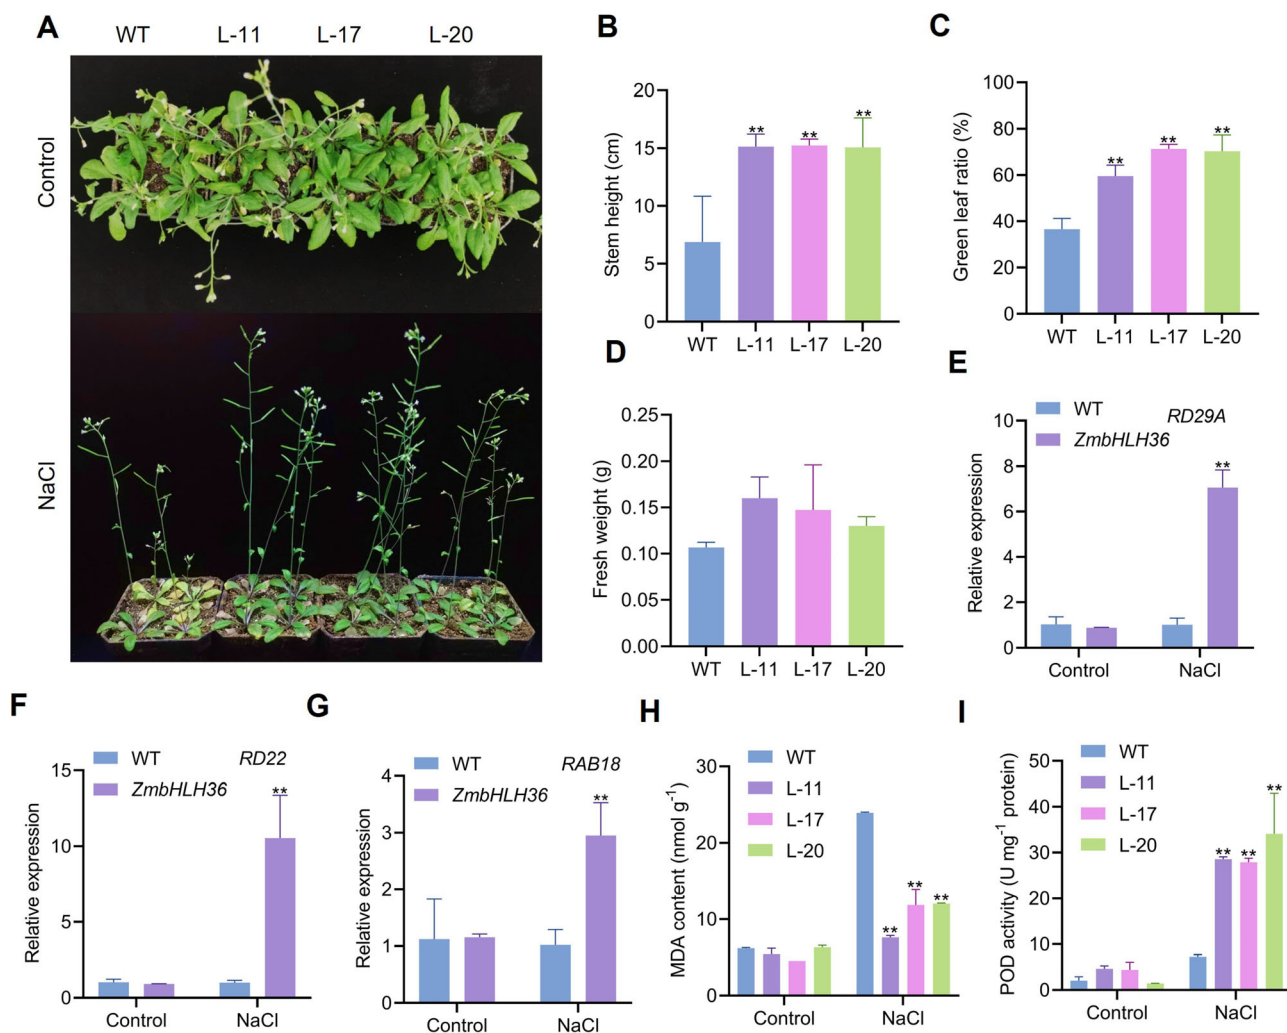 A
WT L-11 L-17 L-20
Control
NaCl
B
Stem height (cm)
20
15
10
5
0
** ** **
WT L-11 L-17 L-20
C
Green leaf ratio (%)
100
80
60
40
20
0
** ** **
WT L-11 L-17 L-20
D
Fresh weight (g)
0.25
0.20
0.15
0.10
0.05
0.00
WT L-11 L-17 L-20
E
WT RD29A
ZmbHLH36
Relative expression
10
8
6
4
2
0
**
Control NaCl
F
WT RD22
ZmbHLH36
Relative expression
15
10
5
0
**
Control NaCl
G
WT RAB18
ZmbHLH36
Relative expression
4
3
2
1
0
**
Control NaCl
H
WT
L-11
L-17
L-20
MDA content (nmol g⁻¹)
30
20
10
0
** ** **
Control NaCl
I
WT
L-11
L-17
L-20
POD activity (U mg⁻¹ protein)
50
40
30
20
10
0
** ** **
Control NaCl